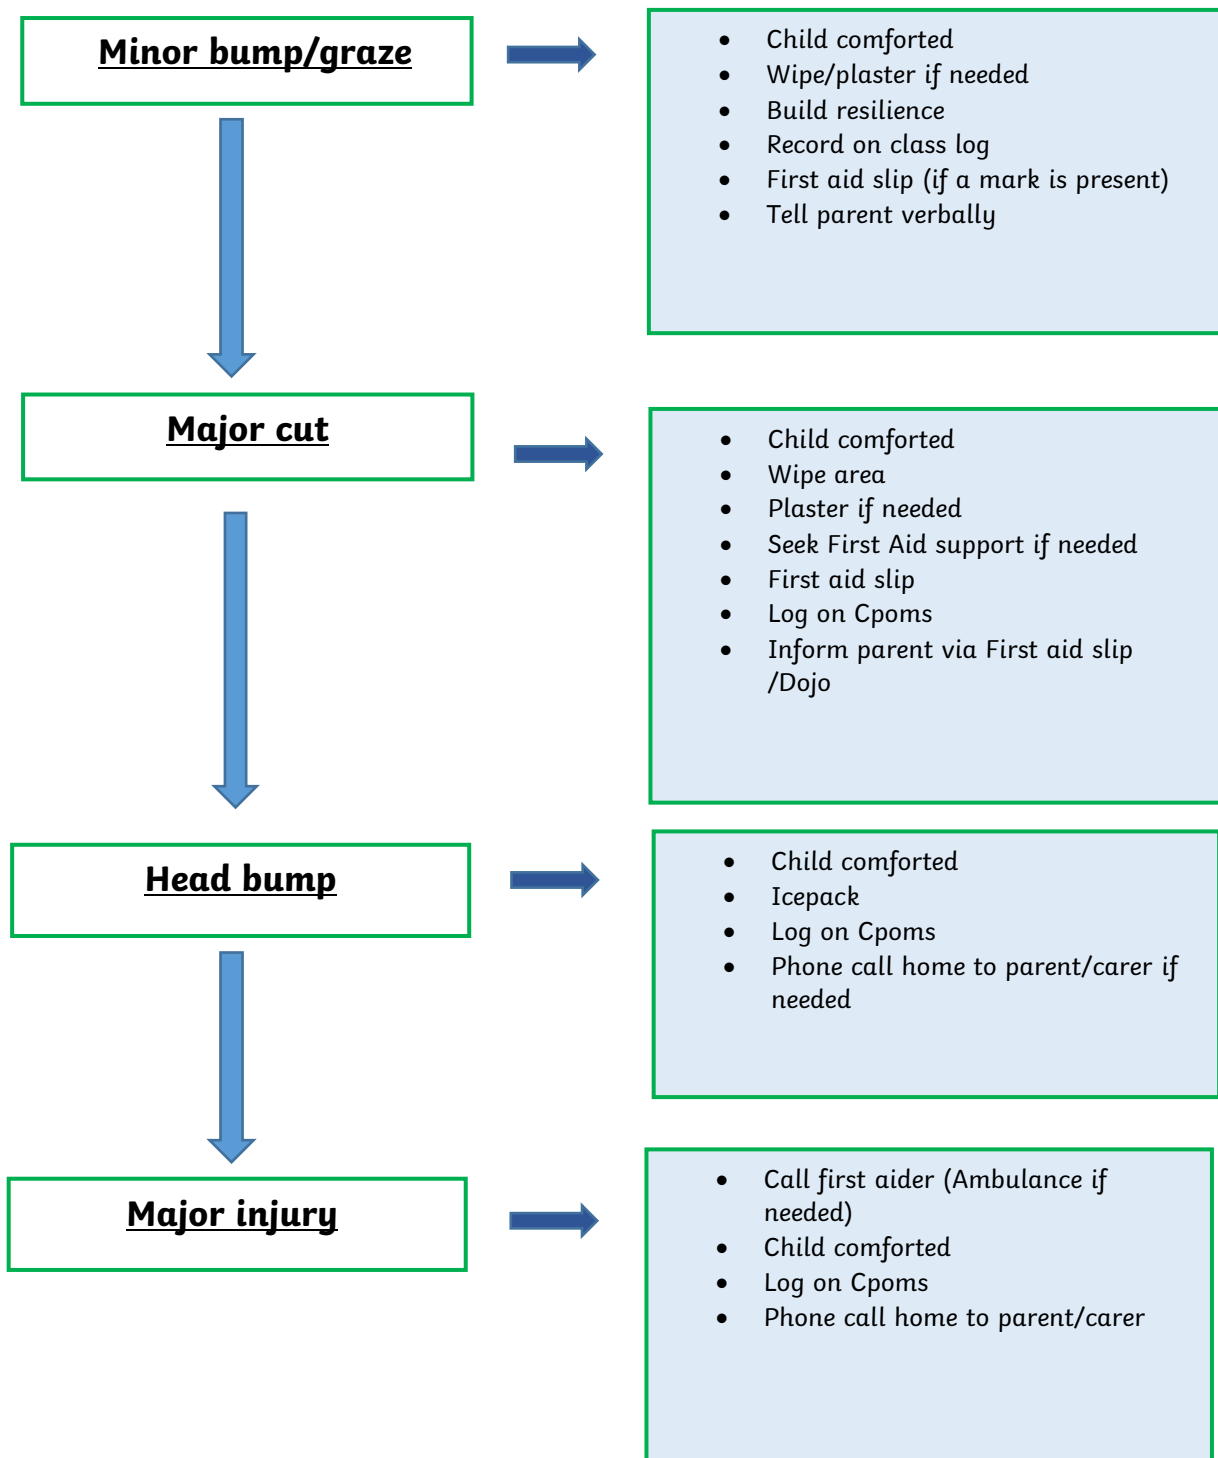 Minor bump/graze
• Child comforted
• Wipe/plaster if needed
• Build resilience
• Record on class log
• First aid slip (if a mark is present)
• Tell parent verbally
Major cut
• Child comforted
• Wipe area
• Plaster if needed
• Seek First Aid support if needed
• First aid slip
• Log on Cpoms
• Inform parent via First aid slip
/Dojo
Head bump
• Child comforted
• Icepack
• Log on Cpoms
• Phone call home to parent/carer if
needed
Major injury
• Call first aider (Ambulance if
needed)
• Child comforted
• Log on Cpoms
• Phone call home to parent/carer